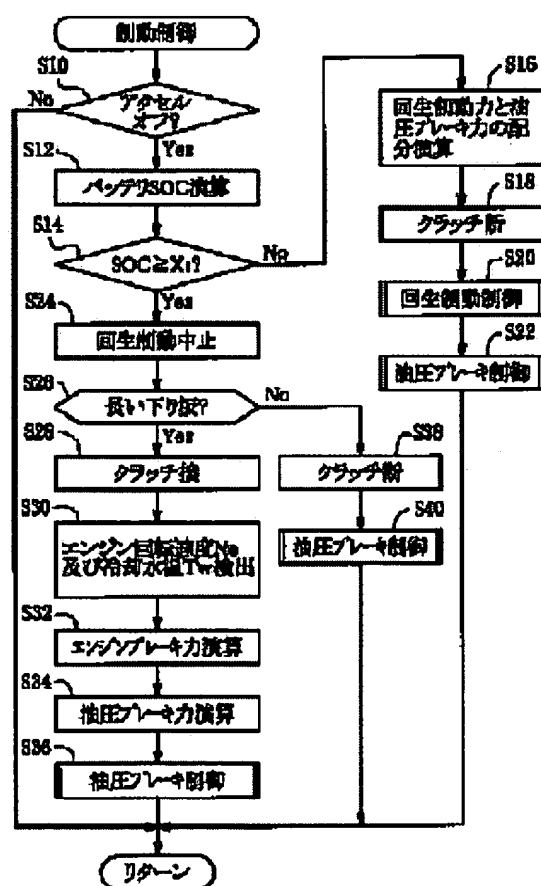 制動制御
S10
アクセル
オフ?
No
Yes
S12
バッテリSOC演算
S14
SOC≧X1?
No
Yes
S24
回生制動中止
S26
長い下り坂?
No
Yes
S28
クラッチ接
S30
エンジン回転速度Ne
及び冷却水温Tw検出
S32
エンジンブレーキ力演算
S34
油圧ブレーキ力演算
S36
油圧ブレーキ制御
リターン
S16
回生制動力と油
圧ブレーキ力の配
分演算
S18
クラッチ断
S20
回生制動制御
S22
油圧ブレーキ制御
S38
クラッチ断
S40
油圧ブレーキ制御